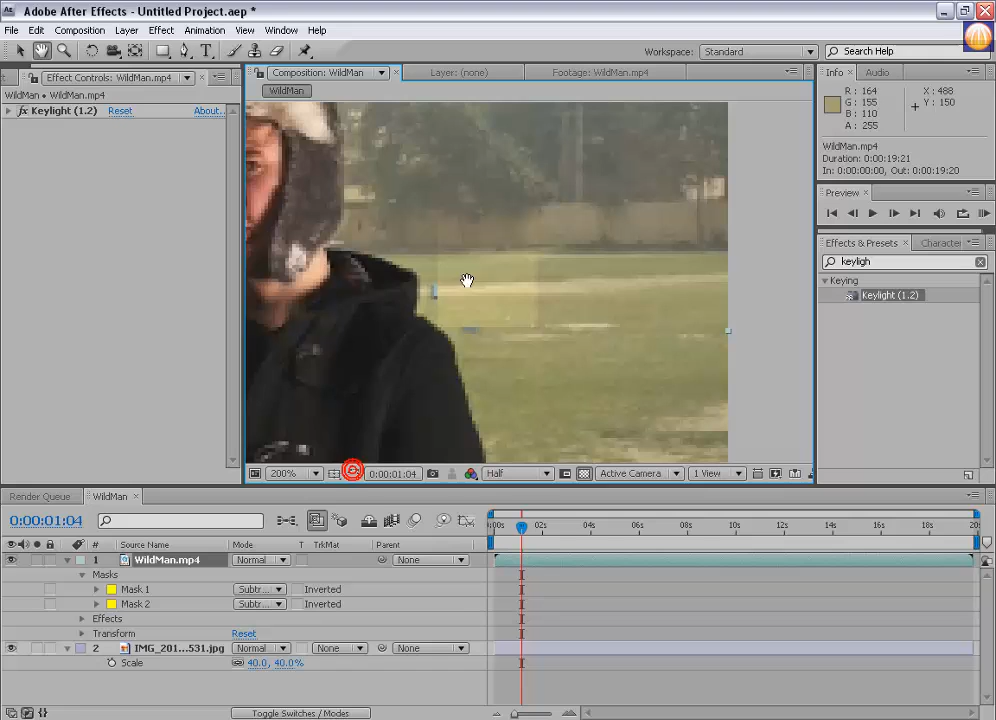 Adobe After Effects - Untitled Project.aep *
File Edit Composition Layer Effect Animation View Window Help
Workspace: Standard Search Help
Effect Controls: WildMan.mp4
Composition: WildMan
Layer: (none)
Footage: WildMan.mp4
Info Audio
WildMan • WildMan.mp4
WildMan
fx Keylight (1.2) Reset About...
R : 164
G : 155
B : 110
A : 255
X : 488
Y : 150
WildMan.mp4
Duration: 0:00:19:21
In: 0:00:00:00, Out: 0:00:19:20
Preview
Effects & Presets Character
keyligh
Keying
Keylight (1.2)
200% 0:00:01:04 Half Active Camera 1 View
Render Queue WildMan
0:00:01:04
:00s 02s 04s 06s 08s 10s 12s 14s 16s 18s 20s
# Source Name Mode T TrkMat Parent
1 WildMan.mp4 Normal None
Masks
Mask 1 Subtr... Inverted
Mask 2 Subtr... Inverted
Effects
Transform Reset
2 IMG_201...531.jpg Normal None None
Scale 40.0, 40.0%
Toggle Switches / Modes